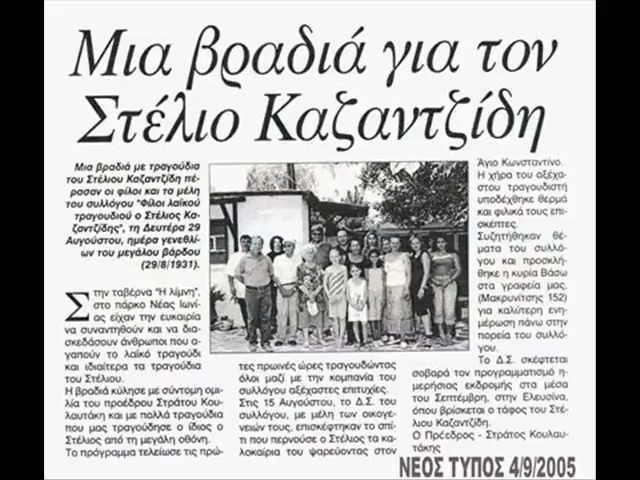 Μια βραδιά για τον
Στέλιο Καζαντζίδη
Μια βραδιά με τραγούδια
του Στέλιου Καζαντζίδη πέ-
ρασαν οι φίλοι και τα μέλη
του συλλόγου "Φίλοι λαϊκού
τραγουδιού ο Στέλιος Κα-
ζαντζίδης", τη Δευτέρα 29
Αυγούστου, ημέρα γενεθλί-
ων του μεγάλου βάρδου
(29/8/1931).
Στην ταβέρνα "Η λίμνη",
στο πάρκο Νέας Ιωνί-
ας είχαν την ευκαιρία
να συναντηθούν και να δια-
σκεδάσουν άνθρωποι που α-
γαπούν το λαϊκό τραγούδι
και ιδιαίτερα τα τραγούδια
του Στέλιου.
Η βραδιά κύλησε με σύντομη ομι-
λία του προέδρου Στράτου Κου-
λαυτάκη και με πολλά τραγούδια
που μας τραγούδησε ο ίδιος ο
Στέλιος από τη μεγάλη οθόνη.
Το πρόγραμμα τελείωσε τις πρώ-
τες πρωινές ώρες τραγουδώντας
όλοι μαζί με την κομπανία του
συλλόγου αξέχαστες επιτυχίες.
Στις 15 Αυγούστου, το Δ.Σ. του
συλλόγου, με μέλη των οικογε-
νειών τους, επισκέφτηκαν το σπί-
τι που περνούσε ο Στέλιος τα κα-
λοκαίρια του ψαρεύοντας στον
Άγιο Κωνσταντίνο.
Η χήρα του αξέχα-
στου τραγουδιστή
υποδέχθηκε θερμά
και φιλικά τους επι-
σκέπτες.
Συζητήθηκαν θέ-
ματα του συλλό-
γου και προσκλή-
θηκε η κυρία Βάσω
στα γραφεία μας,
(Μακρυνίτσης 152)
για καλύτερη ενη-
μέρωση πάνω στην
πορεία του συλλό-
γου.
Το Δ.Σ. σκέφτεται
σοβαρά τον προγραμματισμό η-
μερήσιας εκδρομής στα μέσα
του Σεπτέμβρη, στην Ελευσίνα,
όπου βρίσκεται ο τάφος του Στέ-
λιου Καζαντζίδη.
Ο Πρόεδρος - Στράτος Κουλαυ-
τάκης
ΝΕΟΣ ΤΥΠΟΣ 4/9/2005